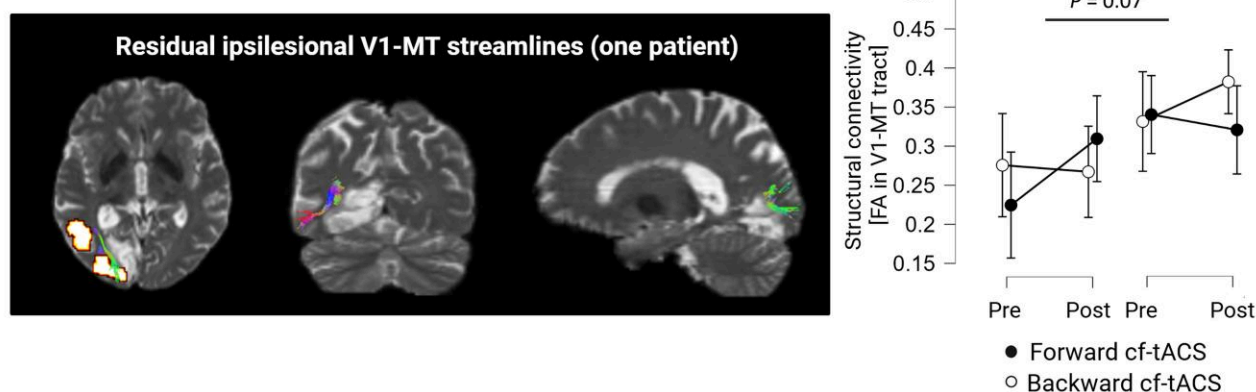 Residual ipsilesional V1-MT streamlines (one patient)
P = 0.07
Structural connectivity
[FA in V1-MT tract]
0.45
0.4
0.35
0.3
0.25
0.2
0.15
Pre Post Pre Post
Forward cf-tACS
Backward cf-tACS